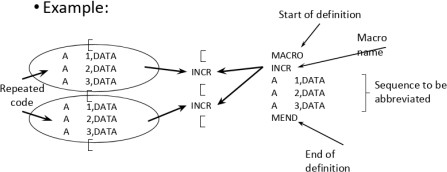 • Example:
Start of definition
Macro
name
A 1,DATA
A 2,DATA
A 3,DATA
Repeated
code
A 1,DATA
A 2,DATA
A 3,DATA
INCR
INCR
MACRO
INCR
A 1,DATA
A 2,DATA
A 3,DATA
MEND
Sequence to be
abbreviated
End of
definition